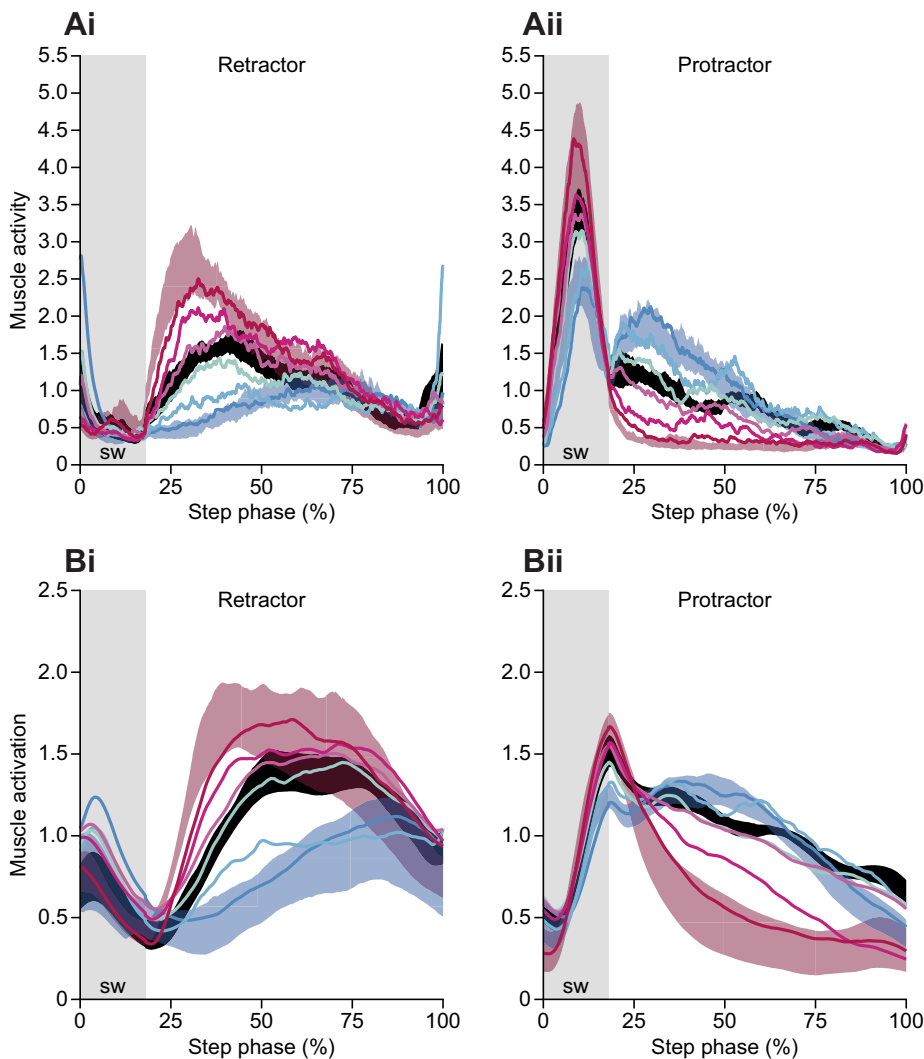 Ai
Retractor
Muscle activity
5.5
5.0
4.5
4.0
3.5
3.0
2.5
2.0
1.5
1.0
0.5
0
sw
0 25 50 75 100
Step phase (%)
Aii
Protractor
5.5
5.0
4.5
4.0
3.5
3.0
2.5
2.0
1.5
1.0
0.5
0
sw
0 25 50 75 100
Step phase (%)
Bi
Retractor
Muscle activation
2.5
2.0
1.5
1.0
0.5
0
sw
0 25 50 75 100
Step phase (%)
Bii
Protractor
2.5
2.0
1.5
1.0
0.5
0
sw
0 25 50 75 100
Step phase (%)